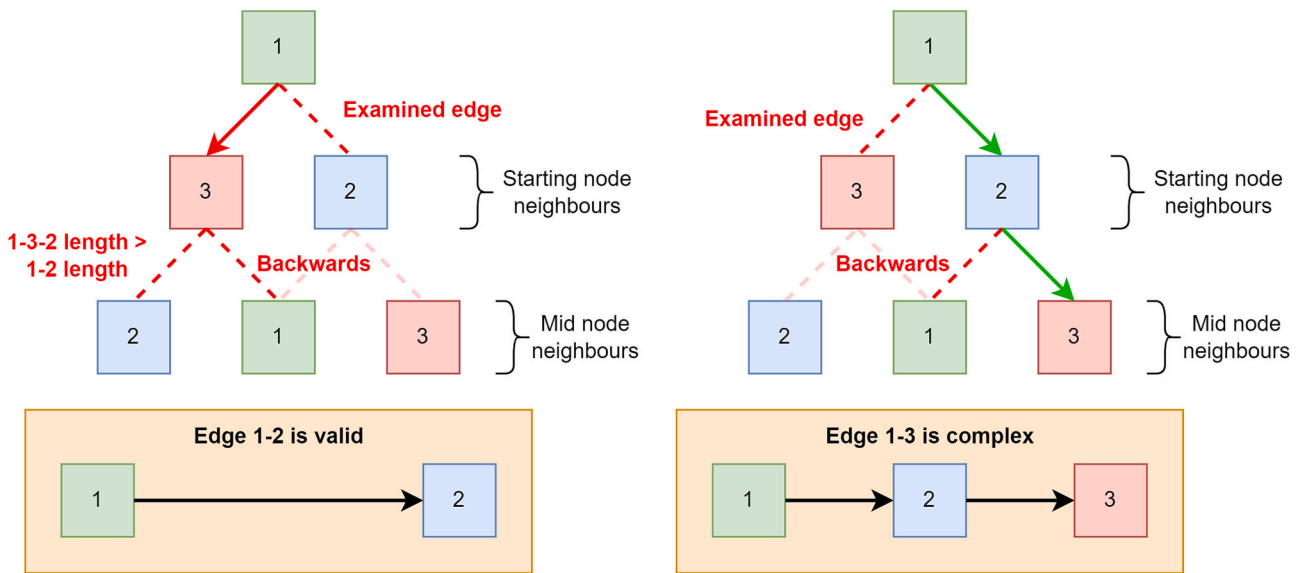 1
Examined edge
3
2
Starting node
neighbours
1-3-2 length >
1-2 length
Backwards
2
1
3
Mid node
neighbours
Edge 1-2 is valid
1
2
1
Examined edge
3
2
Starting node
neighbours
Backwards
2
1
3
Mid node
neighbours
Edge 1-3 is complex
1
2
3